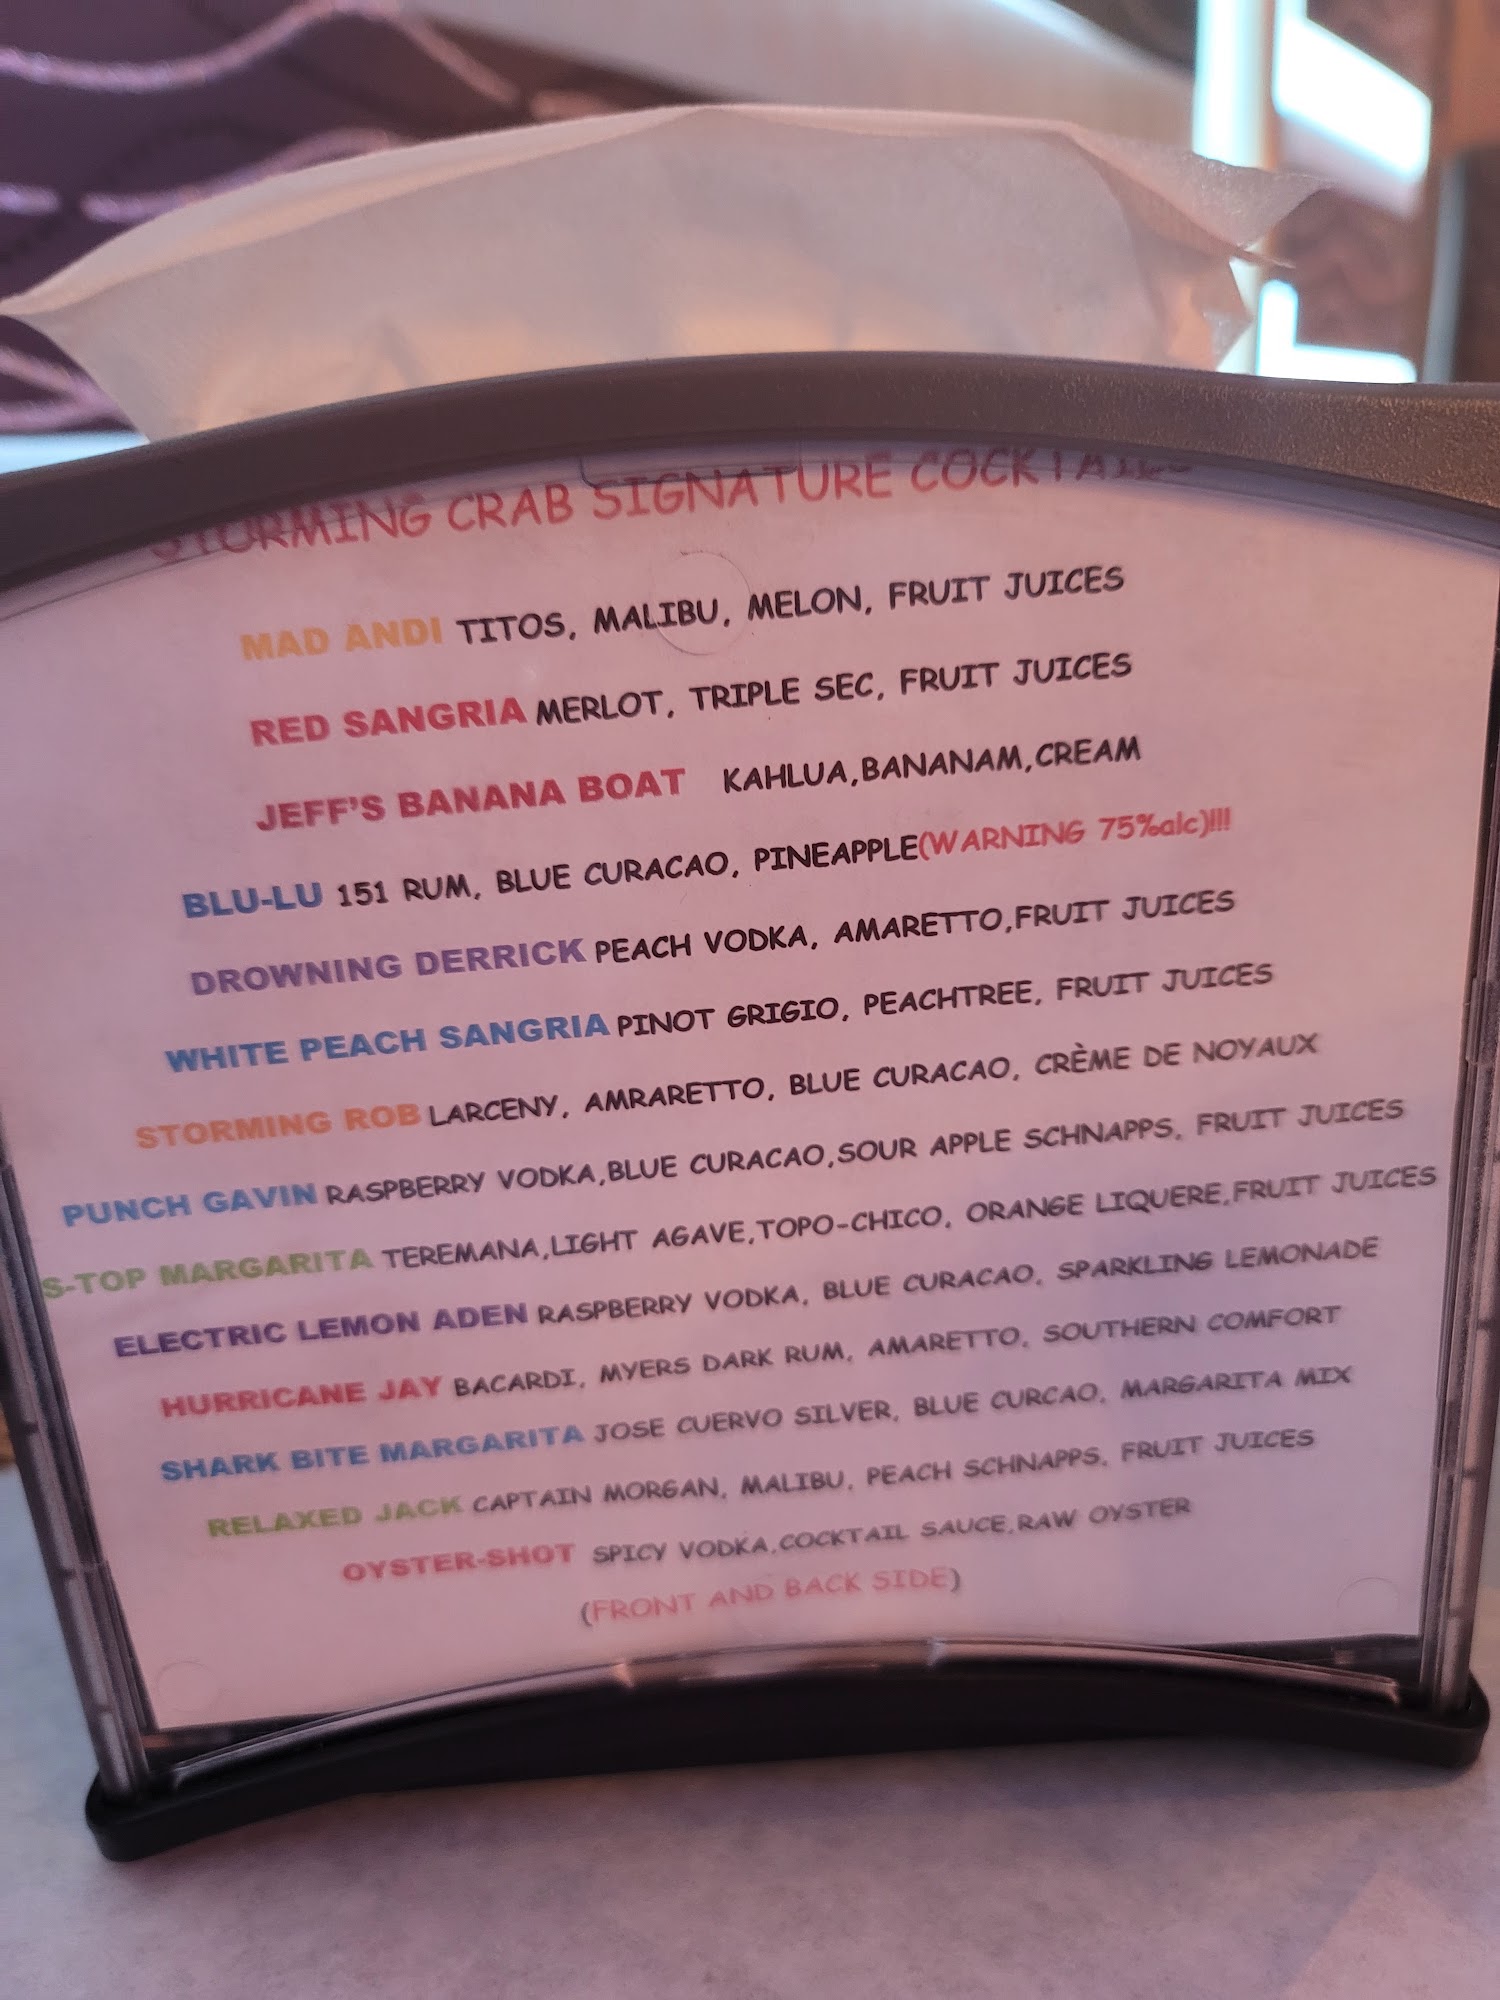 STORMING CRAB SIGNATURE COCKTAILS
MAD ANDI TITOS, MALIBU, MELON, FRUIT JUICES
RED SANGRIA MERLOT, TRIPLE SEC, FRUIT JUICES
JEFF'S BANANA BOAT KAHLUA,BANANAM,CREAM
BLU-LU 151 RUM, BLUE CURACAO, PINEAPPLE(WARNING 75%alc)!!!
DROWNING DERRICK PEACH VODKA, AMARETTO,FRUIT JUICES
WHITE PEACH SANGRIA PINOT GRIGIO, PEACHTREE, FRUIT JUICES
STORMING ROB LARCENY, AMRARETTO, BLUE CURACAO, CRÈME DE NOYAUX
PUNCH GAVIN RASPBERRY VODKA,BLUE CURACAO,SOUR APPLE SCHNAPPS, FRUIT JUICES
S-TOP MARGARITA TEREMANA,LIGHT AGAVE,TOPO-CHICO, ORANGE LIQUERE,FRUIT JUICES
ELECTRIC LEMON ADEN RASPBERRY VODKA, BLUE CURACAO, SPARKLING LEMONADE
HURRICANE JAY BACARDI, MYERS DARK RUM, AMARETTO, SOUTHERN COMFORT
SHARK BITE MARGARITA JOSE CUERVO SILVER, BLUE CURCAO, MARGARITA MIX
RELAXED JACK CAPTAIN MORGAN, MALIBU, PEACH SCHNAPPS, FRUIT JUICES
OYSTER-SHOT SPICY VODKA,COCKTAIL SAUCE,RAW OYSTER
(FRONT AND BACK SIDE)